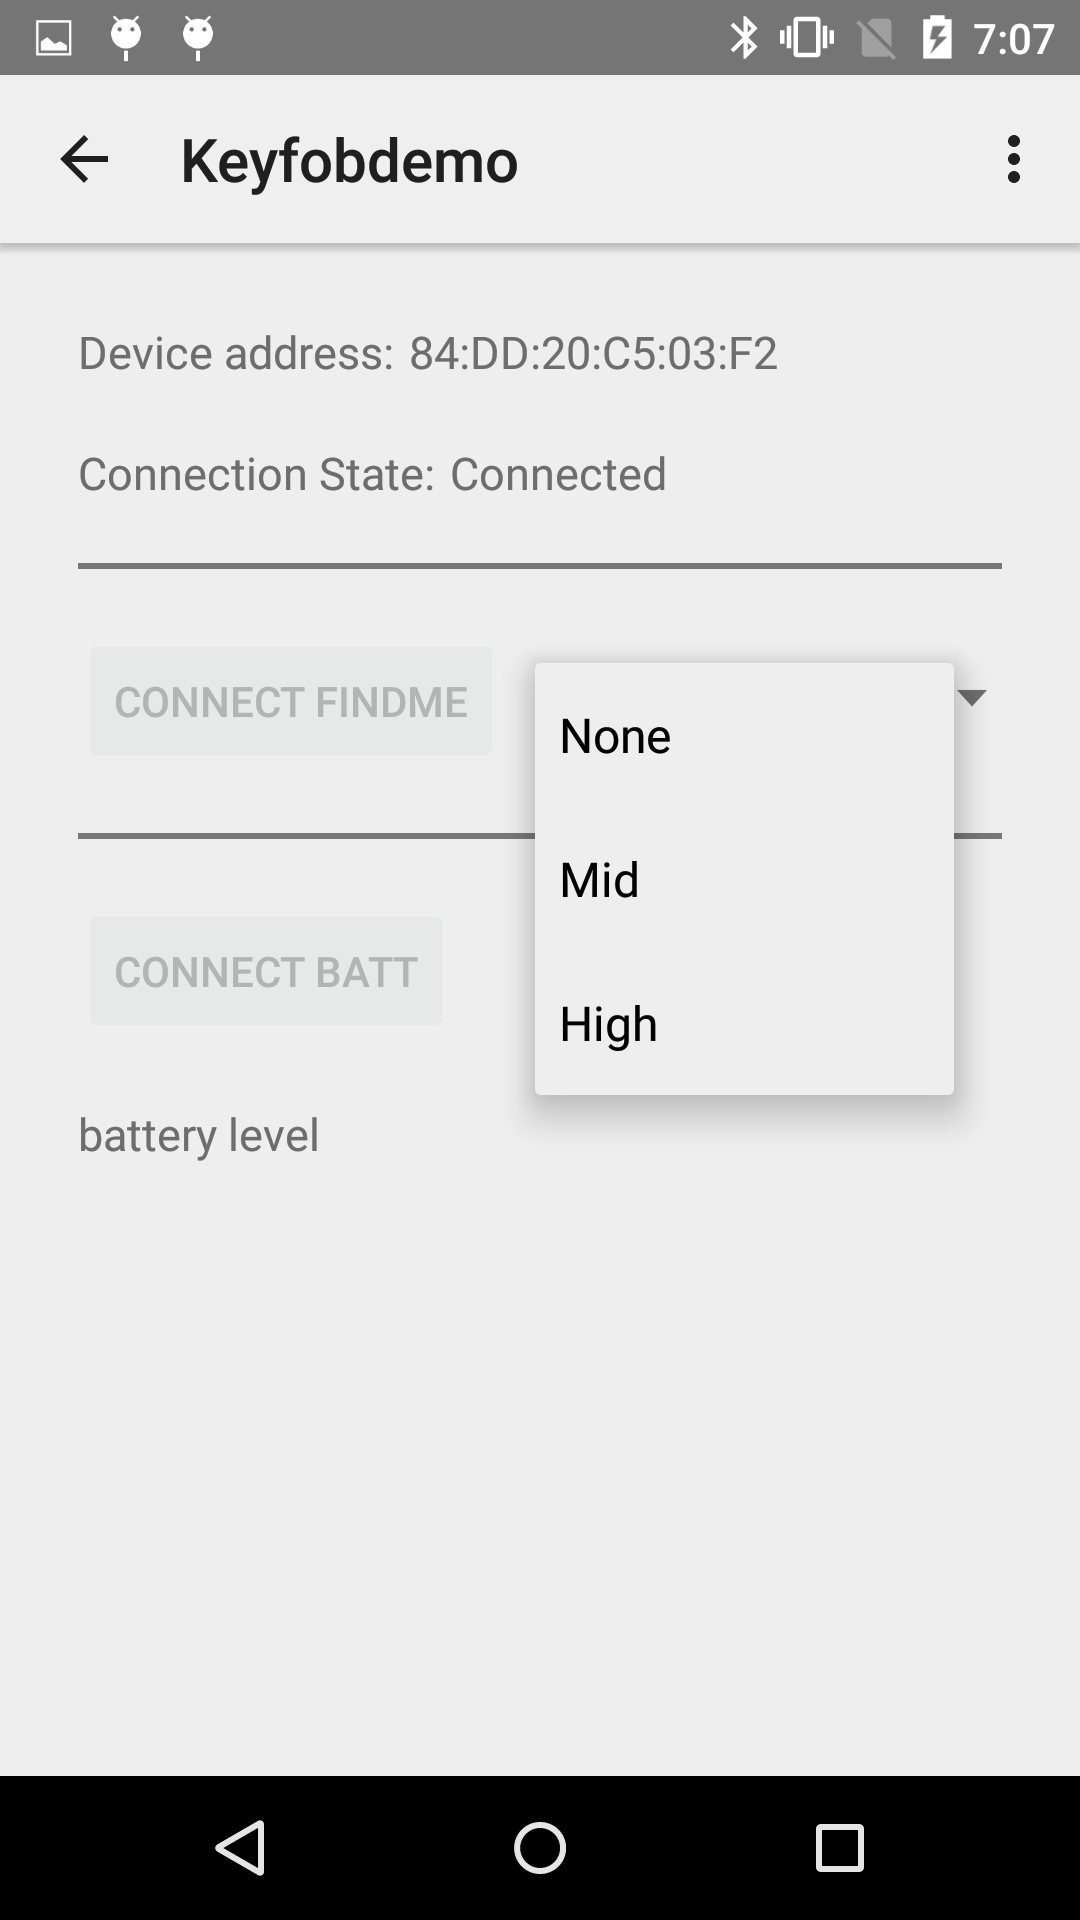 7:07
Keyfobdemo
Device address: 84:DD:20:C5:03:F2
Connection State: Connected
CONNECT FINDME
None
Mid
CONNECT BATT
High
battery level